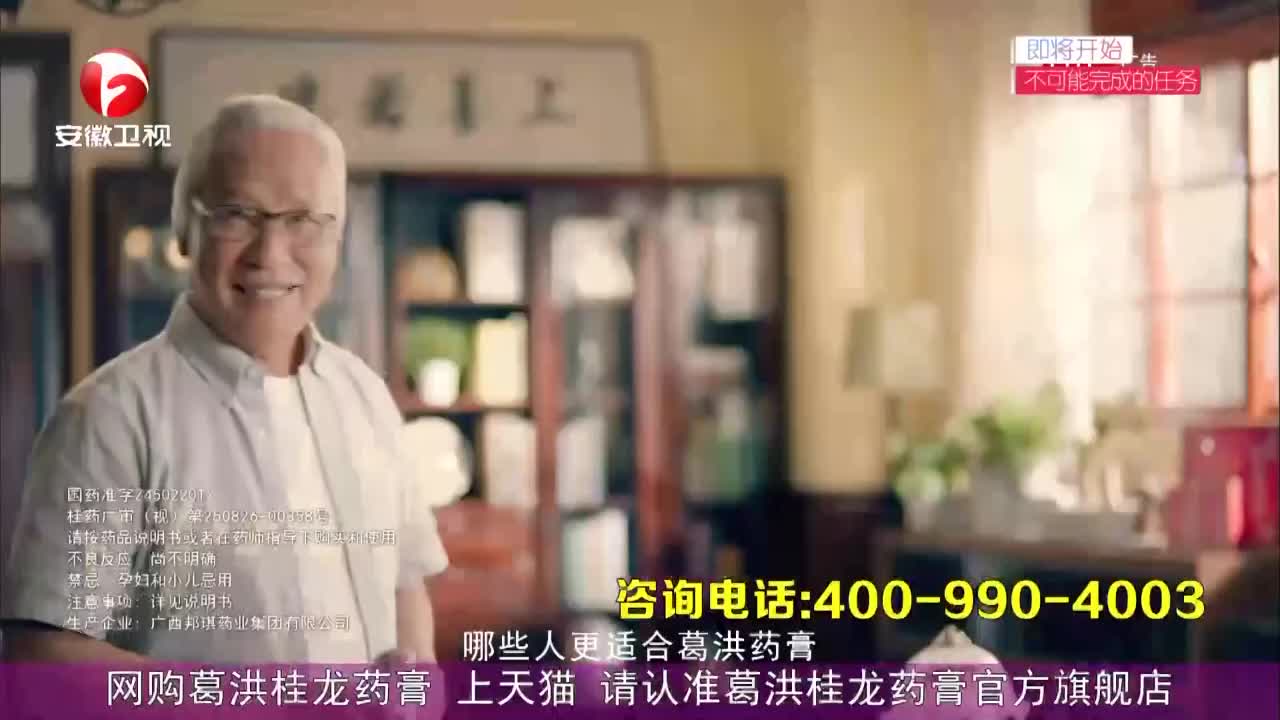 安徽卫视
即将开始
广告
不可能完成的任务
国药准字Z4502201
桂药广审（视）第250826-00358号
请按药品说明书或者在药师指导下购买和使用
不良反应：尚不明确
禁忌：孕妇和小儿忌用
注意事项：详见说明书
生产企业：广西邦琪药业集团有限公司
咨询电话:400-990-4003
哪些人更适合葛洪药膏
网购葛洪桂龙药膏 上天猫 请认准葛洪桂龙药膏官方旗舰店